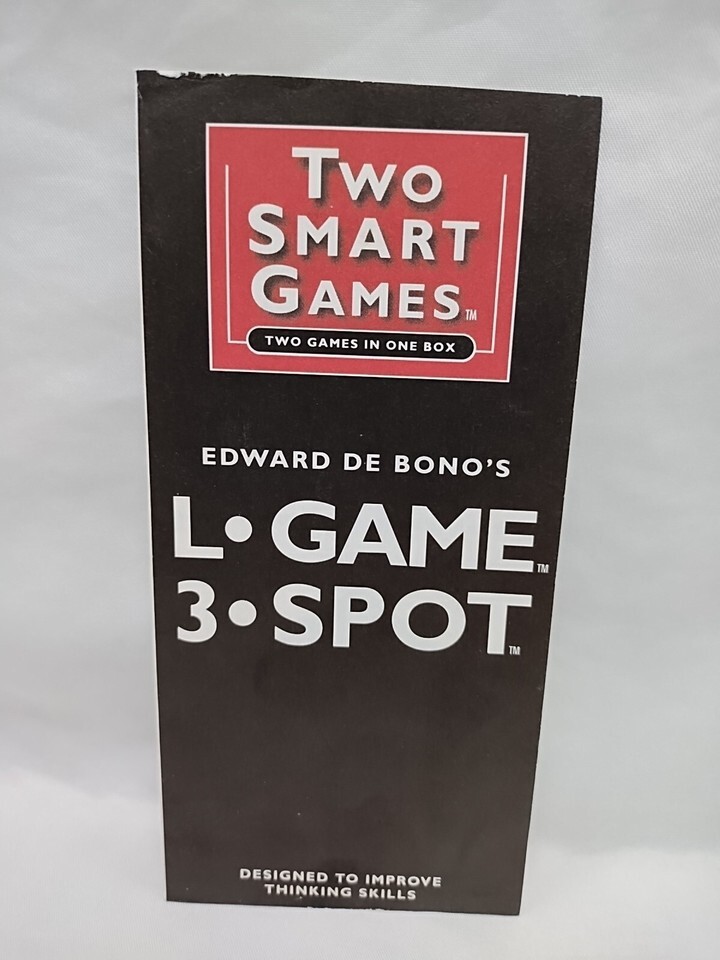 TWO
SMART
GAMES™
TWO GAMES IN ONE BOX
EDWARD DE BONO'S
L•GAME™
3•SPOT™
DESIGNED TO IMPROVE
THINKING SKILLS